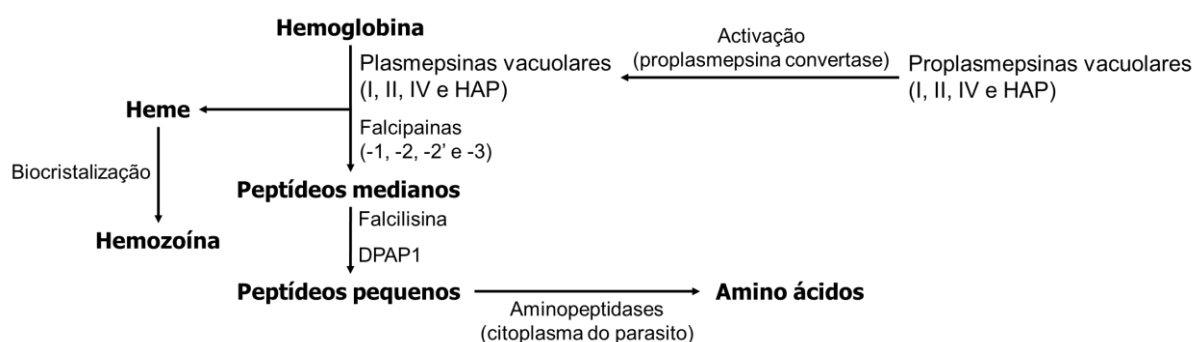 Hemoglobina
Activação
(proplasmepsina convertase)
Plasmepsinas vacuolares
(I, II, IV e HAP)
Proplasmepsinas vacuolares
(I, II, IV e HAP)
Heme
Falcipainas
(-1, -2, -2' e -3)
Biocristalização
Peptídeos medianos
Falcilisina
Hemozoína
DPAP1
Peptídeos pequenos
Amino ácidos
Aminopeptidases
(citoplasma do parasito)